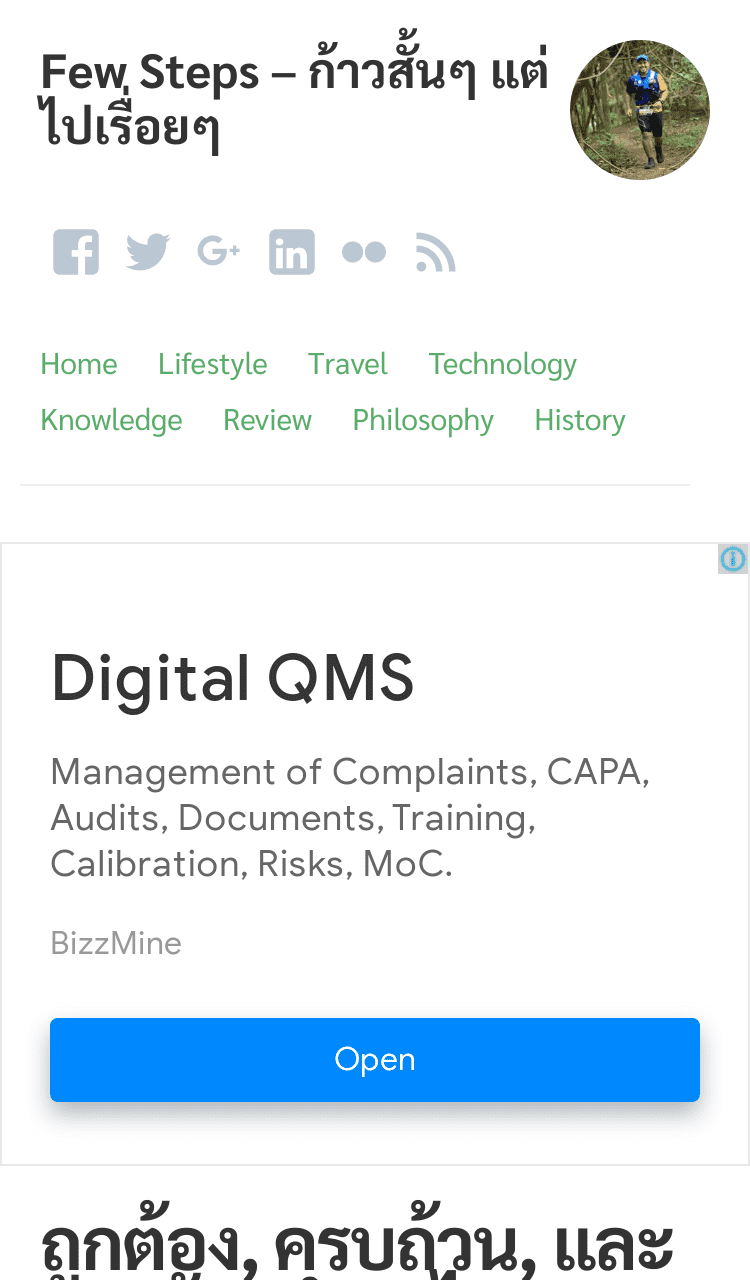 Few Steps – ก้าวสั้นๆ แต่
ไปเรื่อยๆ
Home Lifestyle Travel Technology
Knowledge Review Philosophy History
Digital QMS
Management of Complaints, CAPA,
Audits, Documents, Training,
Calibration, Risks, MoC.
BizzMine
Open
ถูกต้อง, ครบถ้วน, และ